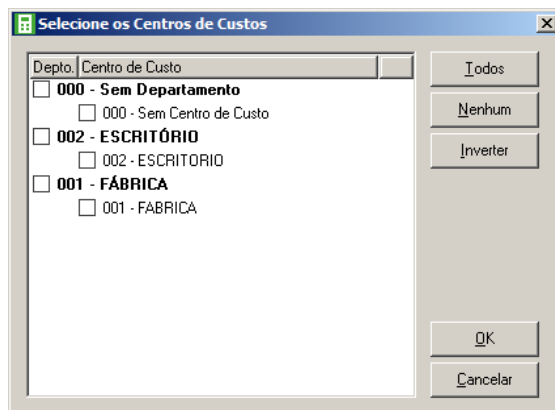 Selecione os Centros de Custos
Depto. Centro de Custo
000 - Sem Departamento
000 - Sem Centro de Custo
002 - ESCRITÓRIO
002 - ESCRITORIO
001 - FÁBRICA
001 - FABRICA
Todos
Nenhum
Inverter
OK
Cancelar